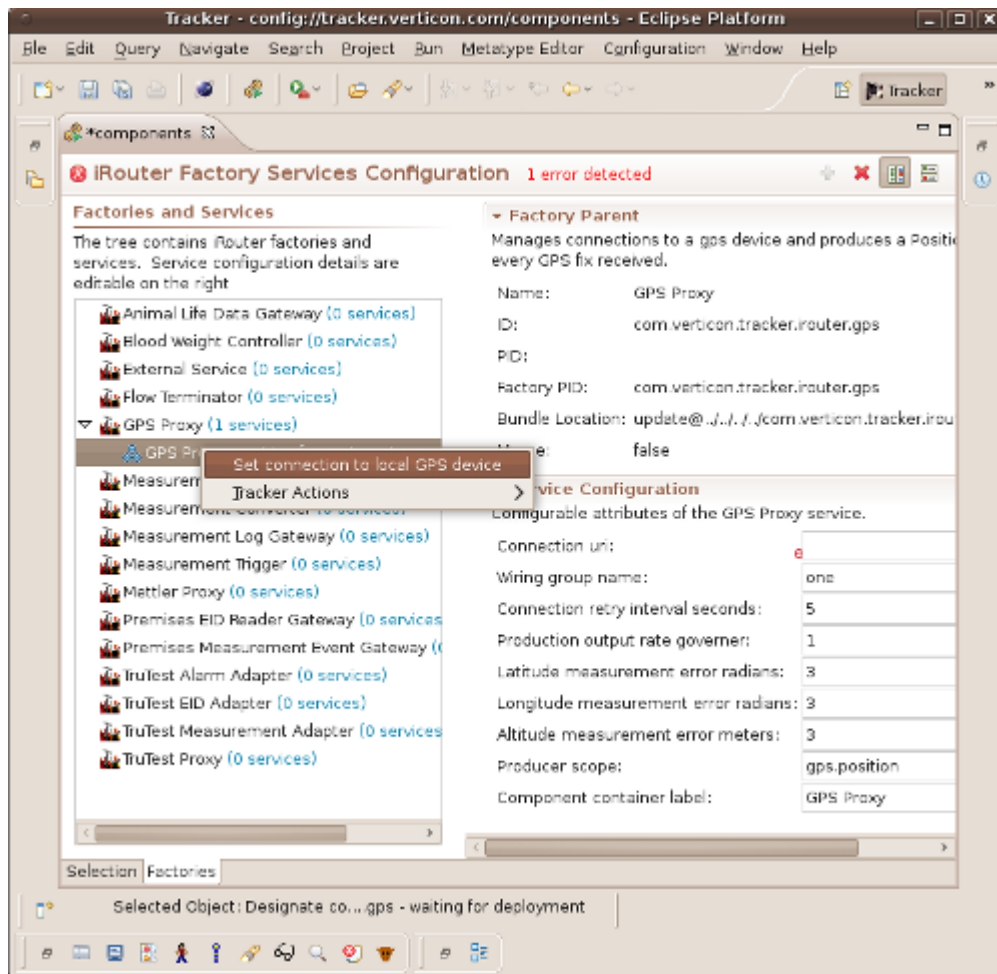 Tracker - config://tracker.verticon.com/components - Eclipse Platform
File Edit Query Navigate Search Project Run Metatype Editor Configuration Window Help
Tracker
*components
iRouter Factory Services Configuration 1 error detected
Factories and Services
The tree contains iRouter factories and
services. Service configuration details are
editable on the right
Animal Life Data Gateway (0 services)
Blood Weight Controller (0 services)
External Service (0 services)
Flow Terminator (0 services)
GPS Proxy (1 services)
GPS Pr
Set connection to local GPS device
Tracker Actions
Measurem
Measurement Converter (0 services)
Measurement Log Gateway (0 services)
Measurement Trigger (0 services)
Mettler Proxy (0 services)
Premises EID Reader Gateway (0 services
Premises Measurement Event Gateway (0
TruTest Alarm Adapter (0 services)
TruTest EID Adapter (0 services)
TruTest Measurement Adapter (0 services
TruTest Proxy (0 services)
Factory Parent
Manages connections to a gps device and produces a Positio
every GPS fix received.
Name: GPS Proxy
ID: com.verticon.tracker.irouter.gps
PID:
Factory PID: com.verticon.tracker.irouter.gps
Bundle Location: update@../../../../com.verticon.tracker.irou
e: false
vice Configuration
Configurable attributes of the GPS Proxy service.
Connection uri:
Wiring group name: one
Connection retry interval seconds: 5
Production output rate governer: 1
Latitude measurement error radians: 3
Longitude measurement error radians: 3
Altitude measurement error meters: 3
Producer scope: gps.position
Component container label: GPS Proxy
Selection Factories
Selected Object: Designate co....gps - waiting for deployment